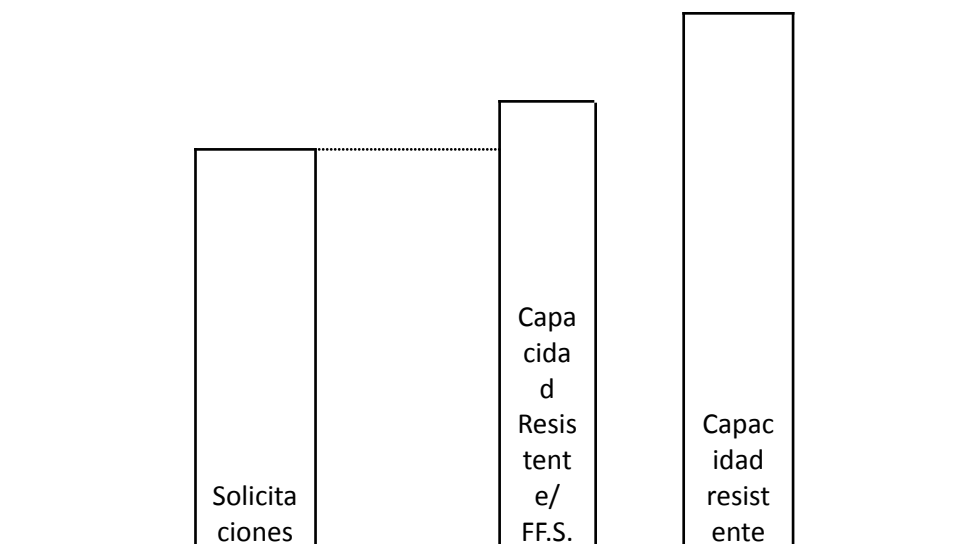 Solicita
ciones
Capa
cida
d
Resis
tent
e/
FF.S.
Capac
idad
resist
ente